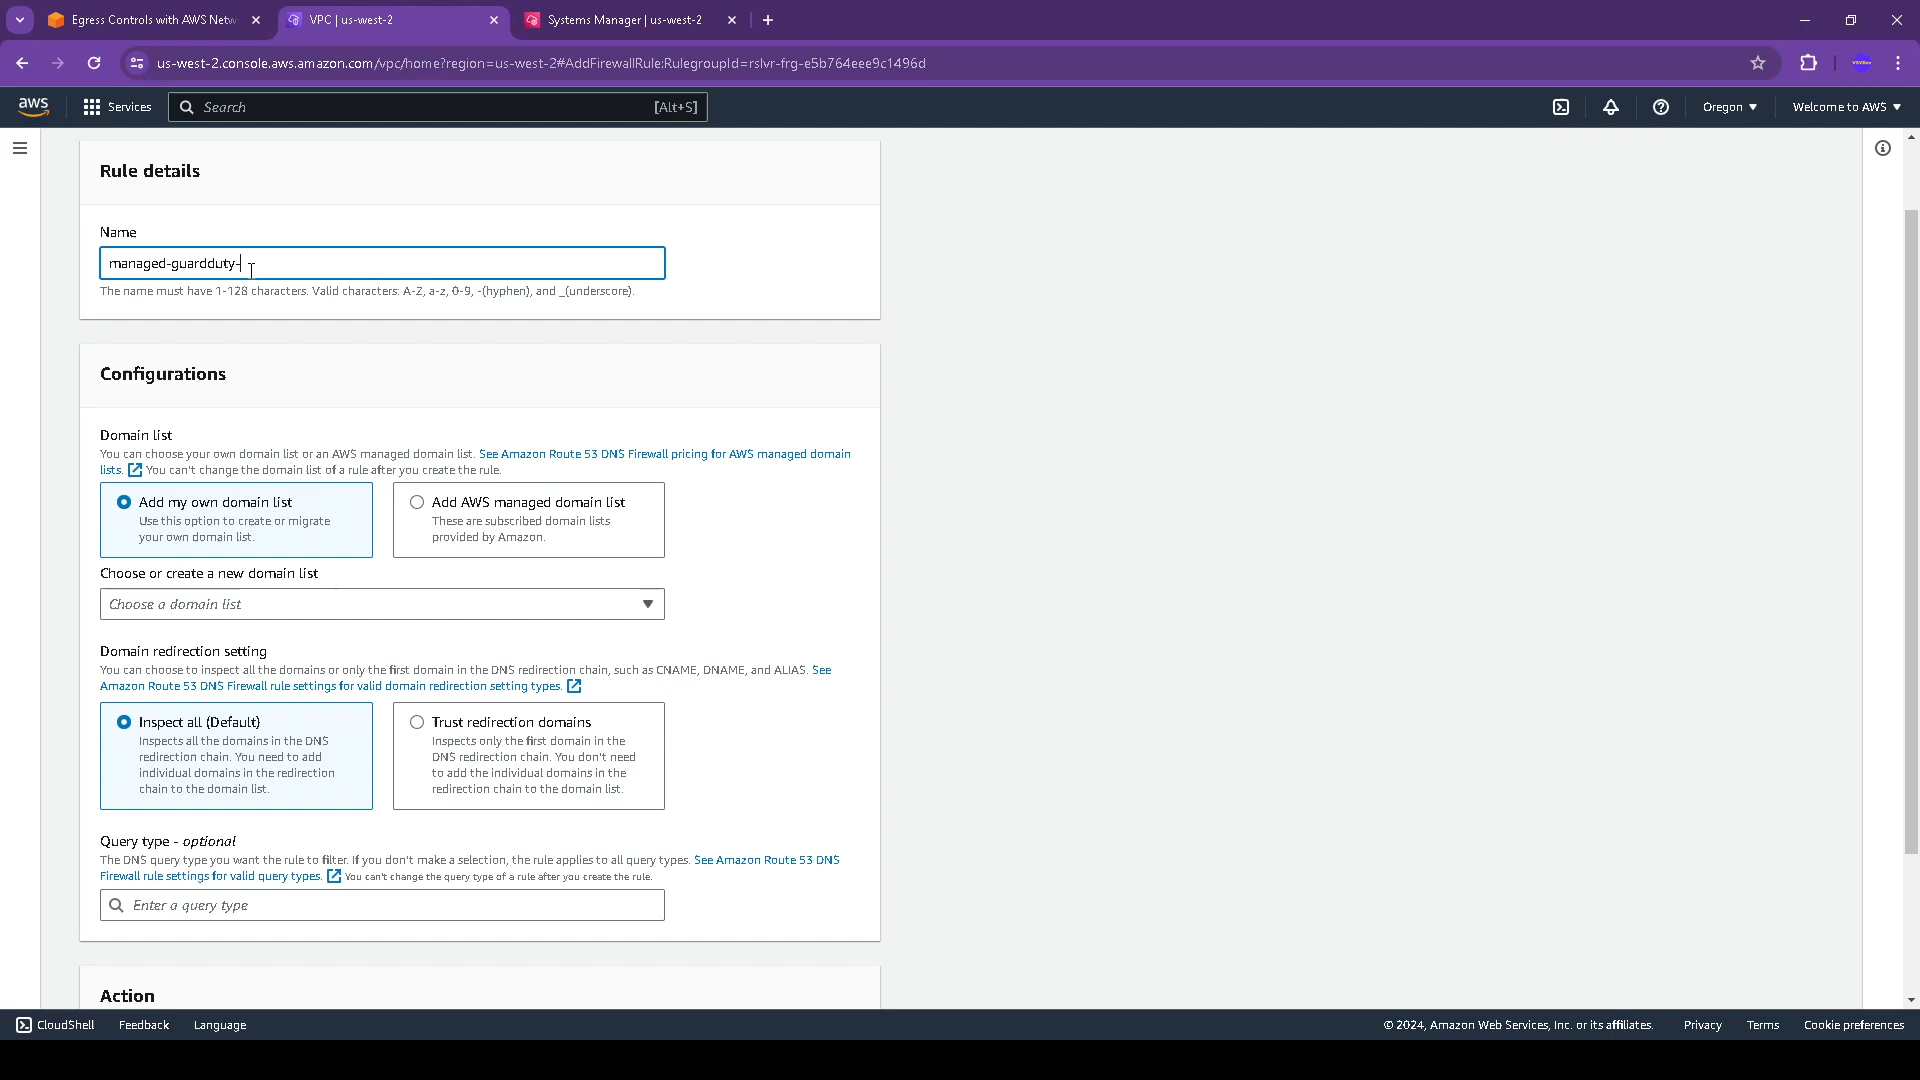 Egress Controls with AWS Netw
VPC | us-west-2
Systems Manager | us-west-2
us-west-2.console.aws.amazon.com/vpc/home?region=us-west-2#AddFirewallRule:RulegroupId=rslvr-frg-e5b764eee9c1496d
aws
Services
Search
[Alt+S]
Oregon
Welcome to AWS
Rule details
Name
managed-guardduty-
The name must have 1-128 characters. Valid characters: A-Z, a-z, 0-9, -(hyphen), and _(underscore).
Configurations
Domain list
You can choose your own domain list or an AWS managed domain list. See Amazon Route 53 DNS Firewall pricing for AWS managed domain
lists. You can't change the domain list of a rule after you create the rule.
Add my own domain list
Use this option to create or migrate
your own domain list.
Add AWS managed domain list
These are subscribed domain lists
provided by Amazon.
Choose or create a new domain list
Choose a domain list
Domain redirection setting
You can choose to inspect all the domains or only the first domain in the DNS redirection chain, such as CNAME, DNAME, and ALIAS. See
Amazon Route 53 DNS Firewall rule settings for valid domain redirection setting types.
Inspect all (Default)
Inspects all the domains in the DNS
redirection chain. You need to add
individual domains in the redirection
chain to the domain list.
Trust redirection domains
Inspects only the first domain in the
DNS redirection chain. You don't need
to add the individual domains in the
redirection chain to the domain list.
Query type - optional
The DNS query type you want the rule to filter. If you don't make a selection, the rule applies to all query types. See Amazon Route 53 DNS
Firewall rule settings for valid query types. You can't change the query type of a rule after you create the rule.
Enter a query type
Action
CloudShell
Feedback
Language
© 2024, Amazon Web Services, Inc. or its affiliates.
Privacy
Terms
Cookie preferences